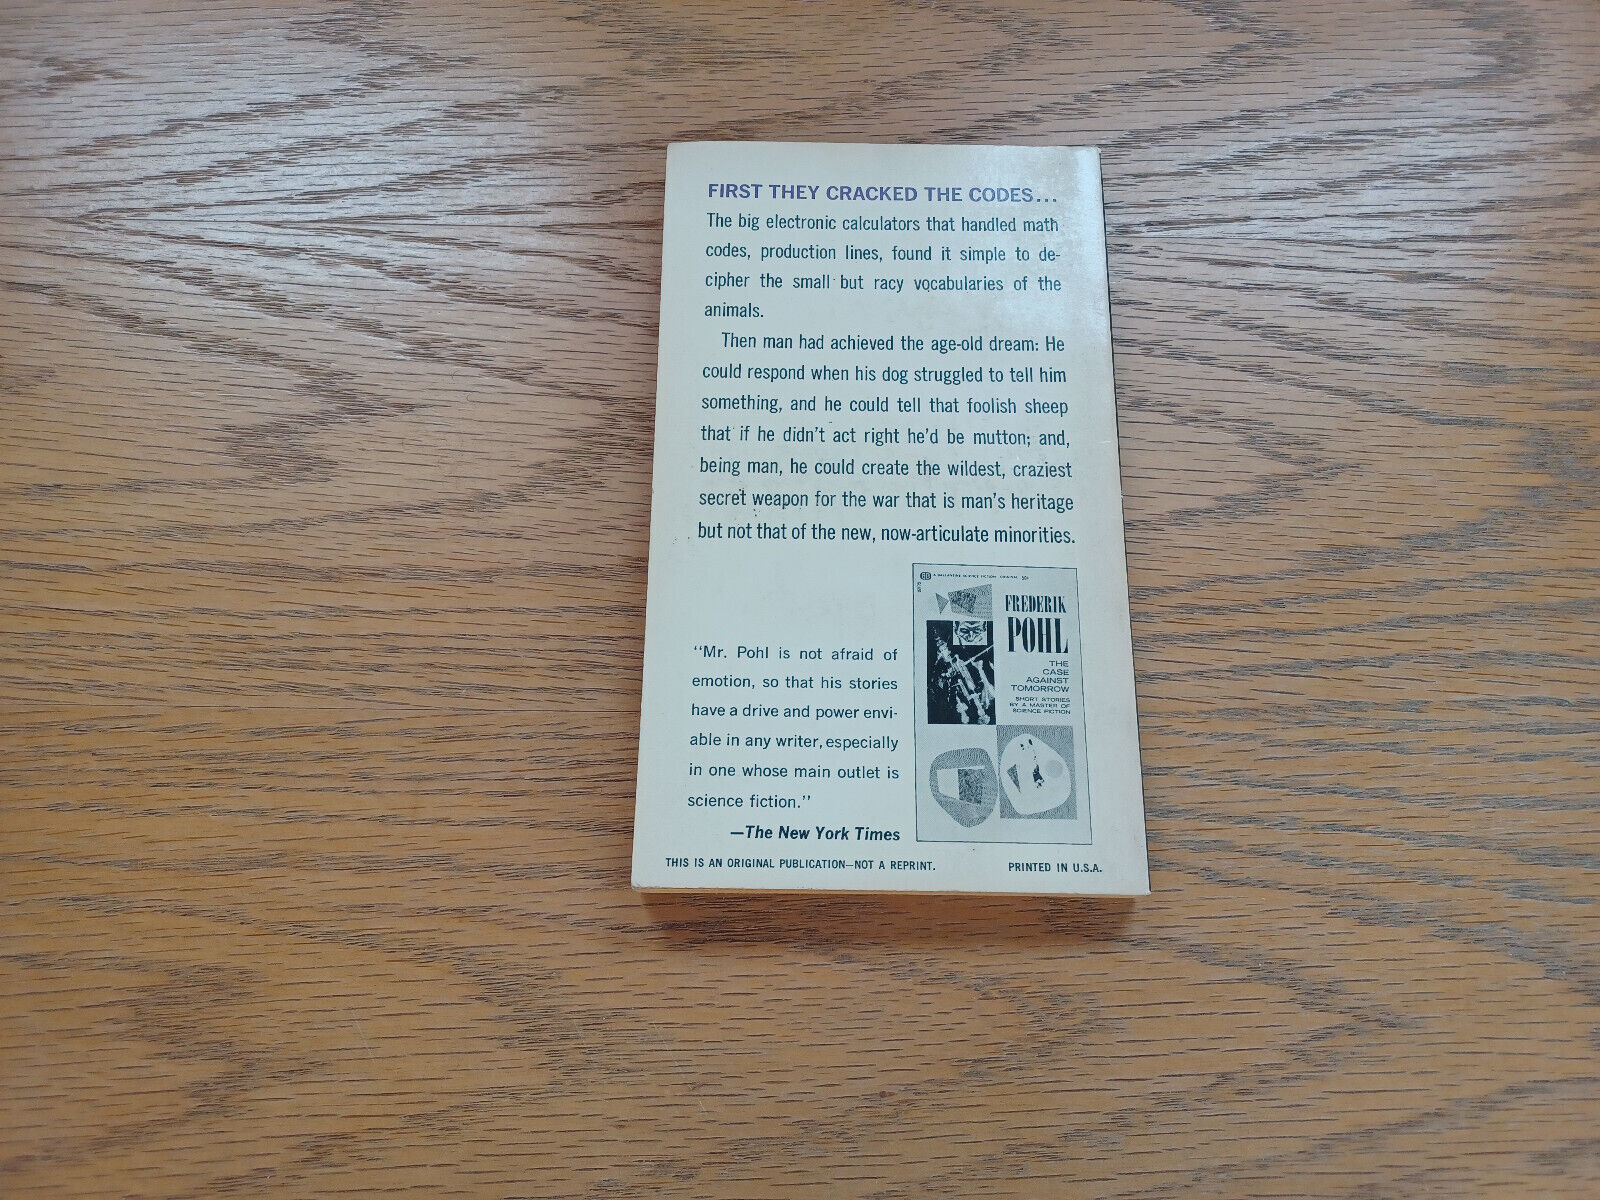 FIRST THEY CRACKED THE CODES...
The big electronic calculators that handled math
codes, production lines, found it simple to de-
cipher the small but racy vocabularies of the
animals.
Then man had achieved the age-old dream: He
could respond when his dog struggled to tell him
something, and he could tell that foolish sheep
that if he didn't act right he'd be mutton; and,
being man, he could create the wildest, craziest
secret weapon for the war that is man's heritage
but not that of the new, now-articulate minorities.
"Mr. Pohl is not afraid of
emotion, so that his stories
have a drive and power envi-
able in any writer, especially
in one whose main outlet is
science fiction."
—The New York Times
BB A BALLANTINE SCIENCE FICTION ORIGINAL 50¢
FREDERIK
POHL
THE
CASE
AGAINST
TOMORROW
SHORT STORIES
BY A MASTER OF
SCIENCE FICTION
THIS IS AN ORIGINAL PUBLICATION—NOT A REPRINT.
PRINTED IN U.S.A.